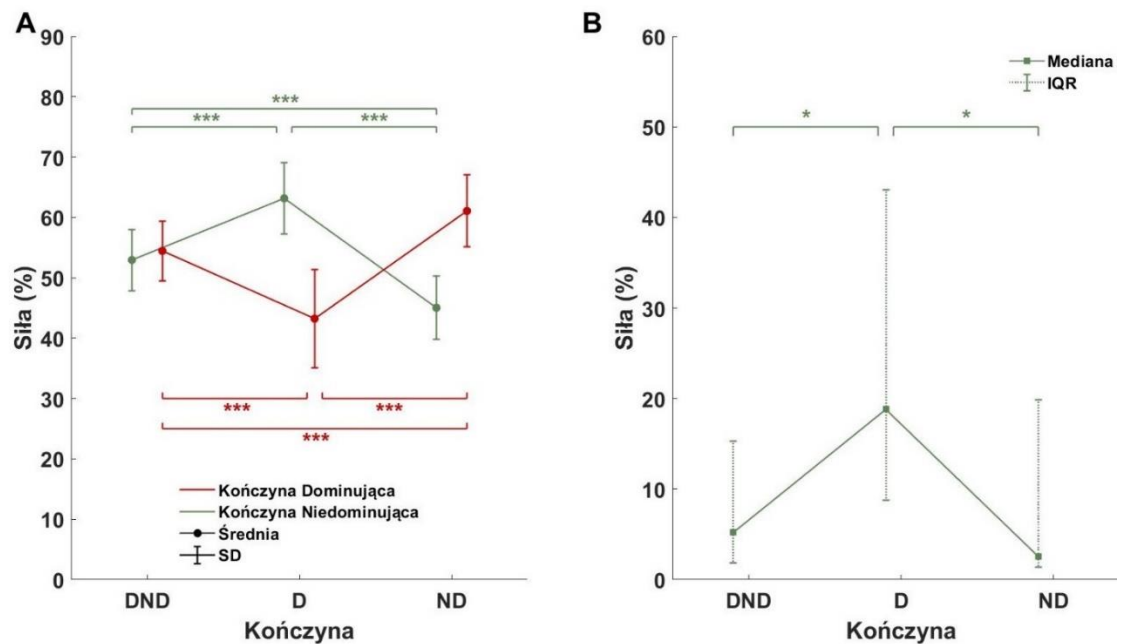 A
90
80
70
60
50
40
30
20
10
0
Siła (%)
***
*** ***
*** ***
***
Kończyna Dominująca
Kończyna Niedominująca
Średnia
SD
DND D ND
Kończyna
B
60
50
40
30
20
10
0
Siła (%)
Mediana
IQR
* *
DND D ND
Kończyna